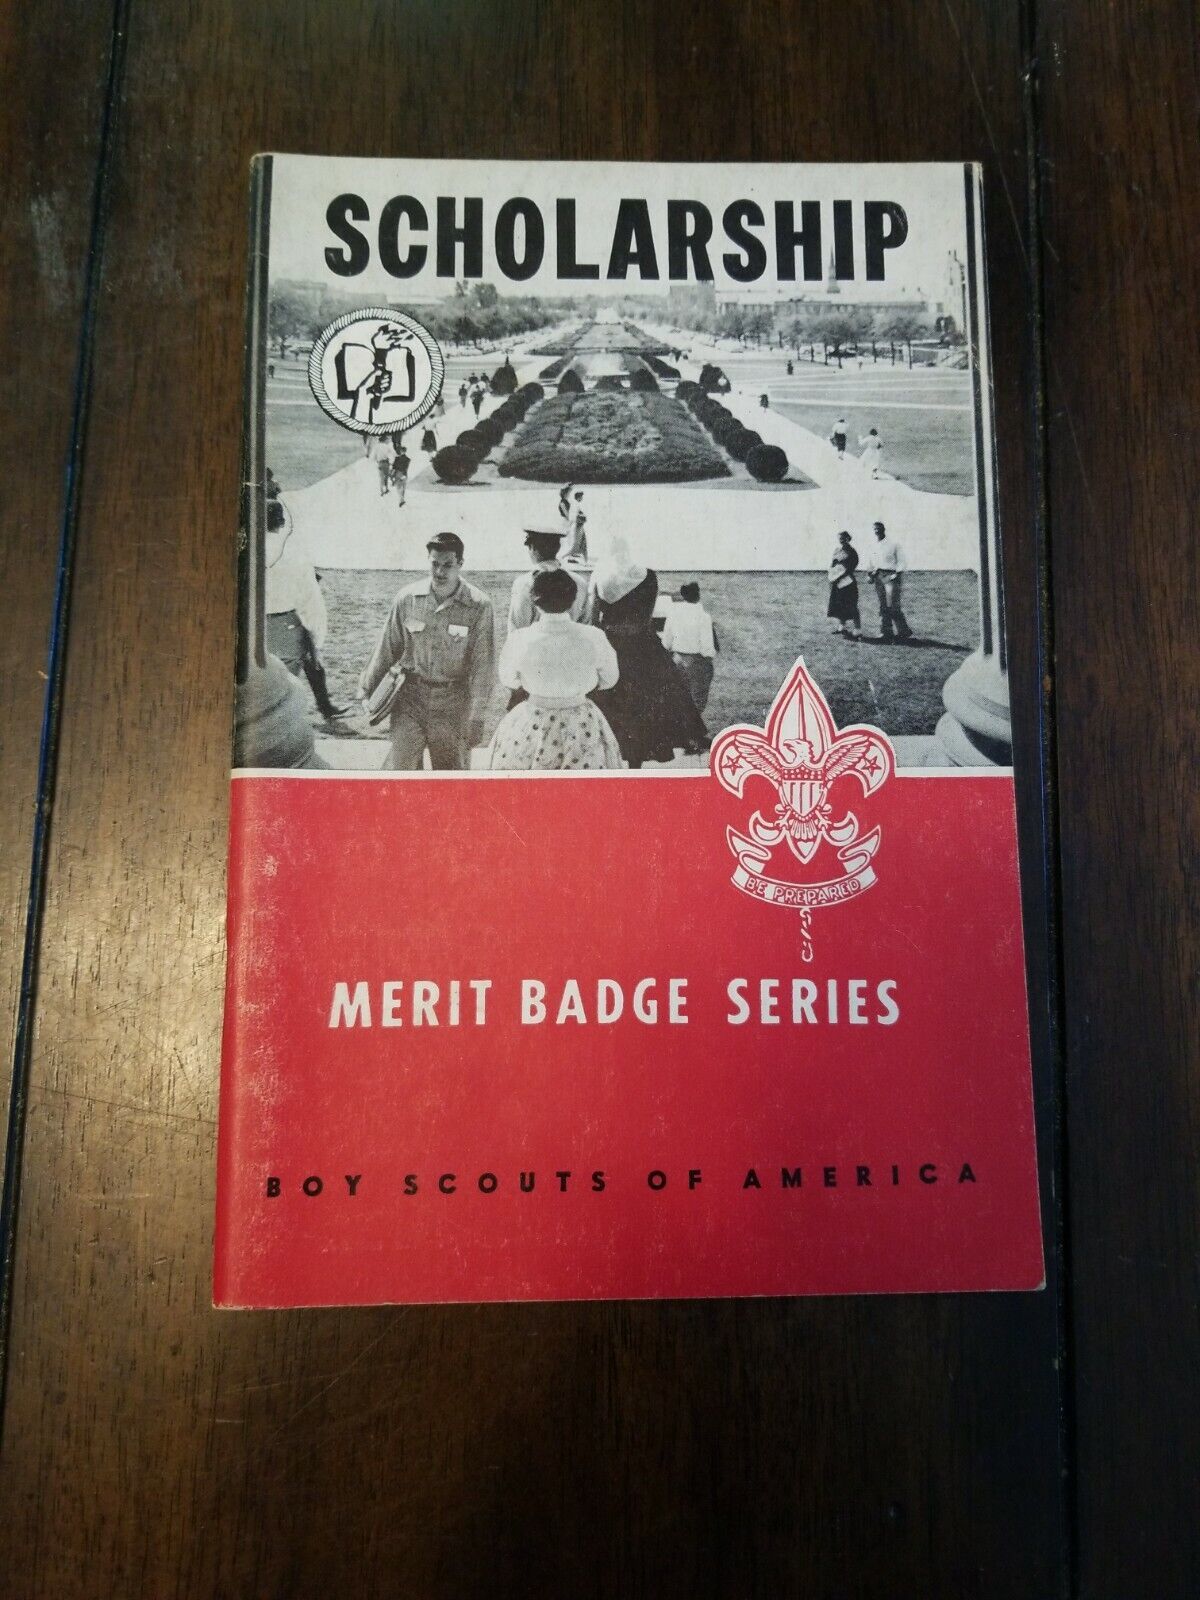 SCHOLARSHIP
BE PREPARED
MERIT BADGE SERIES
BOY SCOUTS OF AMERICA